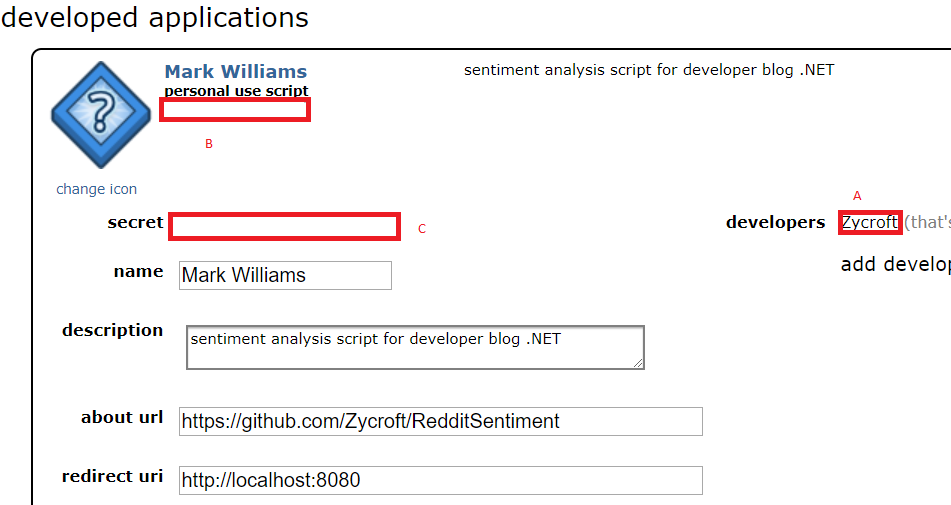 developed applications
Mark Williams
sentiment analysis script for developer blog .NET
personal use script
B
change icon
A
secret
C
developers Zycroft (that's
name Mark Williams
add develop
description sentiment analysis script for developer blog .NET
about url https://github.com/Zycroft/RedditSentiment
redirect uri http://localhost:8080